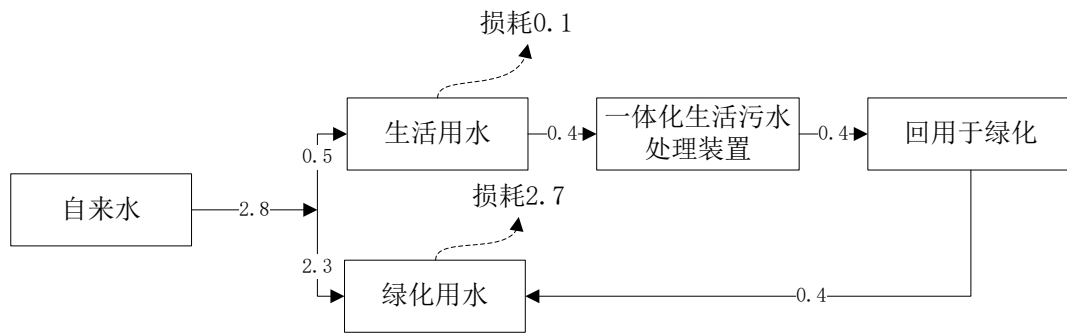 损耗0.1
生活用水
0.4
一体化生活污水
处理装置
0.4
回用于绿化
0.5
自来水
2.8
损耗2.7
2.3
绿化用水
0.4